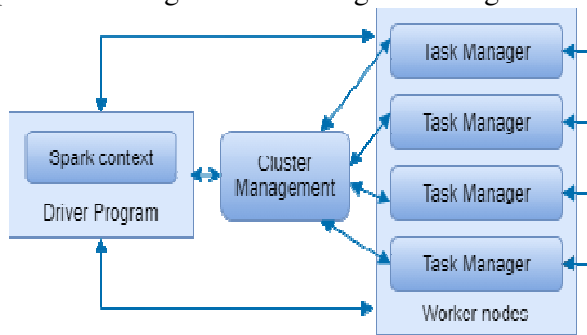 Task Manager
Task Manager
Task Manager
Task Manager
Worker nodes
Spark context
Driver Program
Cluster
Management